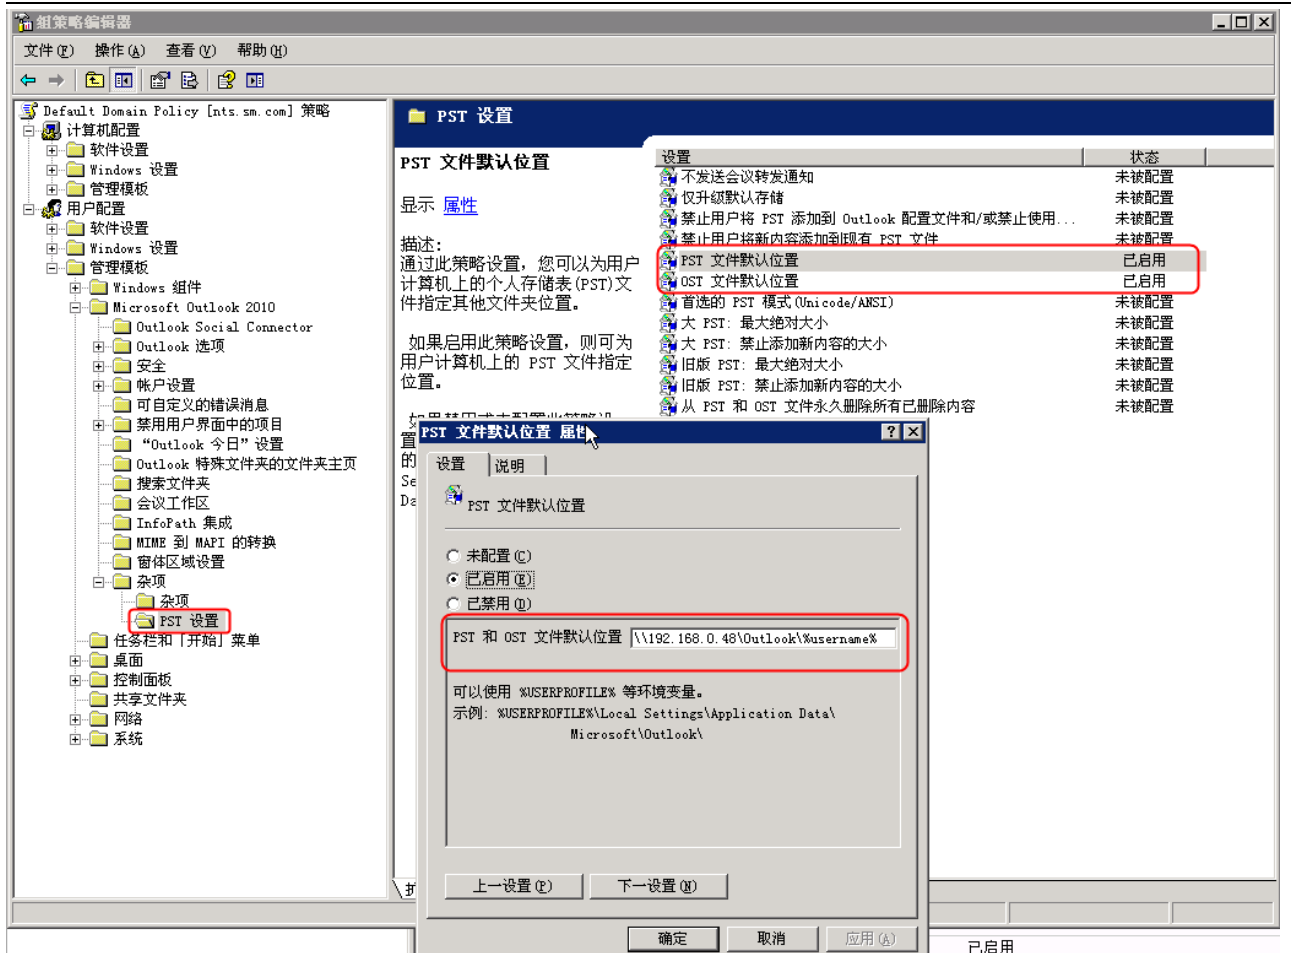 组策略编辑器
文件(F) 操作(A) 查看(V) 帮助(H)
Default Domain Policy [nts.sm.com] 策略
计算机配置
软件设置
Windows 设置
管理模板
用户配置
软件设置
Windows 设置
管理模板
Windows 组件
Microsoft Outlook 2010
Outlook Social Connector
Outlook 选项
安全
帐户设置
可自定义的错误消息
禁用用户界面中的项目
“Outlook 今日”设置
Outlook 特殊文件夹的文件夹主页
搜索文件夹
会议工作区
InfoPath 集成
MIME 到 MAPI 的转换
窗体区域设置
杂项
杂项
PST 设置
任务栏和「开始」菜单
桌面
控制面板
共享文件夹
网络
系统
PST 设置
PST 文件默认位置
显示 属性
描述:
通过此策略设置，您可以为用户
计算机上的个人存储表(PST)文
件指定其他文件夹位置。
如果启用此策略设置，则可为
用户计算机上的 PST 文件指定
位置。
置
的
Se
Da
设置 状态
不发送会议转发通知 未被配置
仅升级默认存储 未被配置
禁止用户将 PST 添加到 Outlook 配置文件和/或禁止使用... 未被配置
禁止用户将新内容添加到现有 PST 文件 未被配置
PST 文件默认位置 已启用
OST 文件默认位置 已启用
首选的 PST 模式(Unicode/ANSI) 未被配置
大 PST: 最大绝对大小 未被配置
大 PST: 禁止添加新内容的大小 未被配置
旧版 PST: 最大绝对大小 未被配置
旧版 PST: 禁止添加新内容的大小 未被配置
从 PST 和 OST 文件永久删除所有已删除内容 未被配置
PST 文件默认位置 属性
设置 说明
PST 文件默认位置
未配置(C)
已启用(E)
已禁用(D)
PST 和 OST 文件默认位置 \\192.168.0.48\Outlook\%username%
可以使用 %USERPROFILE% 等环境变量。
示例: %USERPROFILE%\Local Settings\Application Data\
Microsoft\Outlook\
上一设置(P) 下一设置(N)
确定 取消 应用(A)
已启用